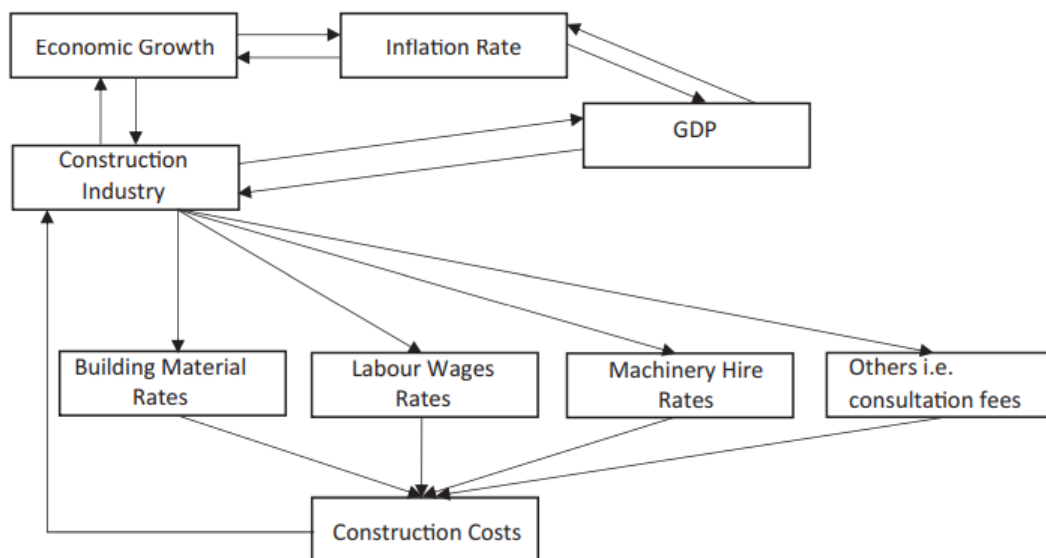 Economic Growth
Inflation Rate
GDP
Construction
Industry
Building Material
Rates
Labour Wages
Rates
Machinery Hire
Rates
Others i.e.
consultation fees
Construction Costs